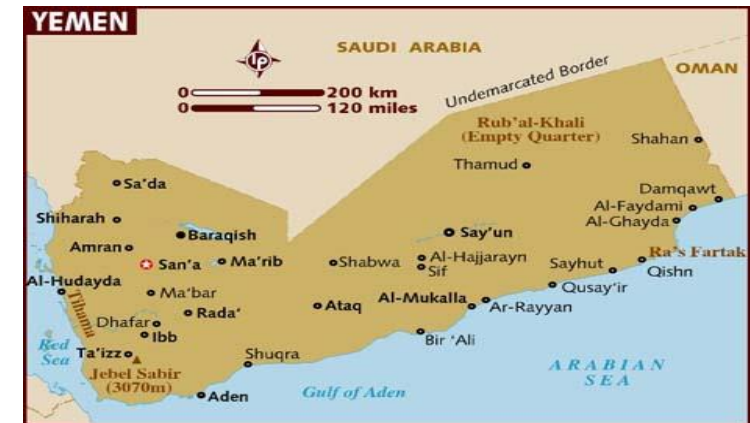 YEMEN
SAUDI ARABIA
OMAN
0 200 km
0 120 miles
Undemarcated Border
Rub'al-Khali
(Empty Quarter)
Shahan
Thamud
Sa'da
Damqawt
Al-Faydami
Al-Ghayda
Shiharah
Baraqish
Say'un
Amran
San'a
Ma'rib
Shabwa
Al-Hajjarayn
Sif
Sayhut
Ra's Fartak
Qishn
Al-Hudayda
Tihama
Ma'bar
Rada'
Ataq
Al-Mukalla
Ar-Rayyan
Qusay'ir
Dhafar
Ibb
Bir 'Ali
Red
Sea
Ta'izz
Shuqra
Jebel Sabir
(3070m)
Aden
Gulf of Aden
ARABIAN
SEA